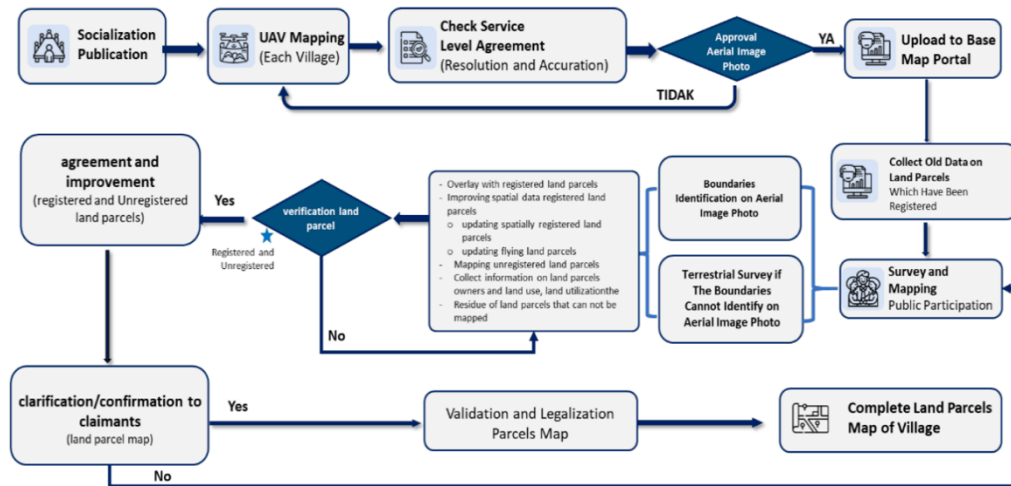 Socialization
Publication
UAV Mapping
(Each Village)
Check Service
Level Agreement
(Resolution and Accuration)
Approval
Aerial Image
Photo
YA
Upload to Base
Map Portal
TIDAK
Collect Old Data on
Land Parcels
Which Have Been
Registered
Survey and
Mapping
Public Participation
Boundaries
Identification on Aerial
Image Photo
Terrestrial Survey if
The Boundaries
Cannot Identify on
Aerial Image Photo
- Overlay with registered land parcels
- Improving spatial data registered land
parcels
o updating spatially registered land
parcels
o updating flying land parcels
- Mapping unregistered land parcels
- Collect information on land parcels
owners and land use, land utilizationthe
- Residue of land parcels that can not be
mapped
verification land
parcel
Registered and
Unregistered
Yes
No
agreement and
improvement
(registered and Unregistered
land parcels)
clarification/confirmation to
claimants
(land parcel map)
Yes
Validation and Legalization
Parcels Map
Complete Land Parcels
Map of Village
No